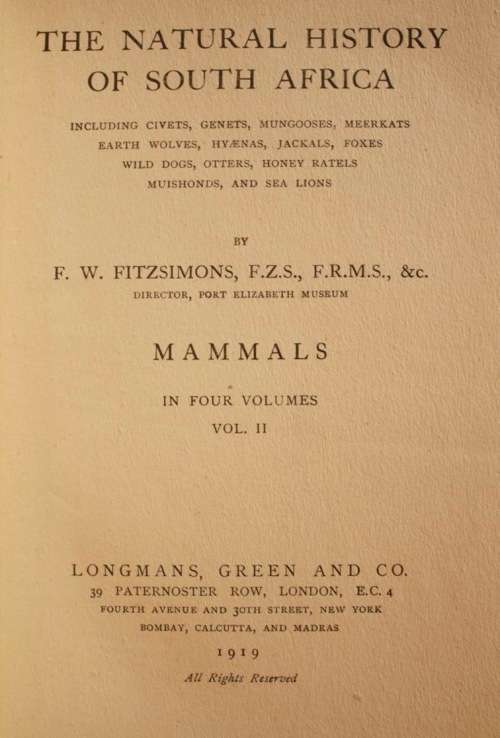 THE NATURAL HISTORY
OF SOUTH AFRICA
INCLUDING CIVETS, GENETS, MUNGOOSES, MEERKATS
EARTH WOLVES, HYÆNAS, JACKALS, FOXES
WILD DOGS, OTTERS, HONEY RATELS
MUISHONDS, AND SEA LIONS
BY
F. W. FITZSIMONS, F.Z.S., F.R.M.S., &c.
DIRECTOR, PORT ELIZABETH MUSEUM
MAMMALS
IN FOUR VOLUMES
VOL. II
LONGMANS, GREEN AND CO.
39 PATERNOSTER ROW, LONDON, E.C. 4
FOURTH AVENUE AND 30TH STREET, NEW YORK
BOMBAY, CALCUTTA, AND MADRAS
1919
All Rights Reserved